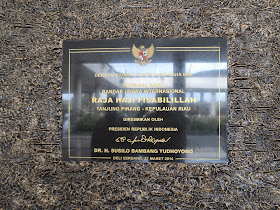 BANDAR UDARA INTERNASIONAL
RAJA HAJI FISABILILLAH
TANJUNG PINANG - KEPULAUAN RIAU
DIRESMIKAN OLEH
PRESIDEN REPUBLIK INDONESIA
DR. H. SUSILO BAMBANG YUDHOYONO
DELI SERDANG, 27 MARET 2014